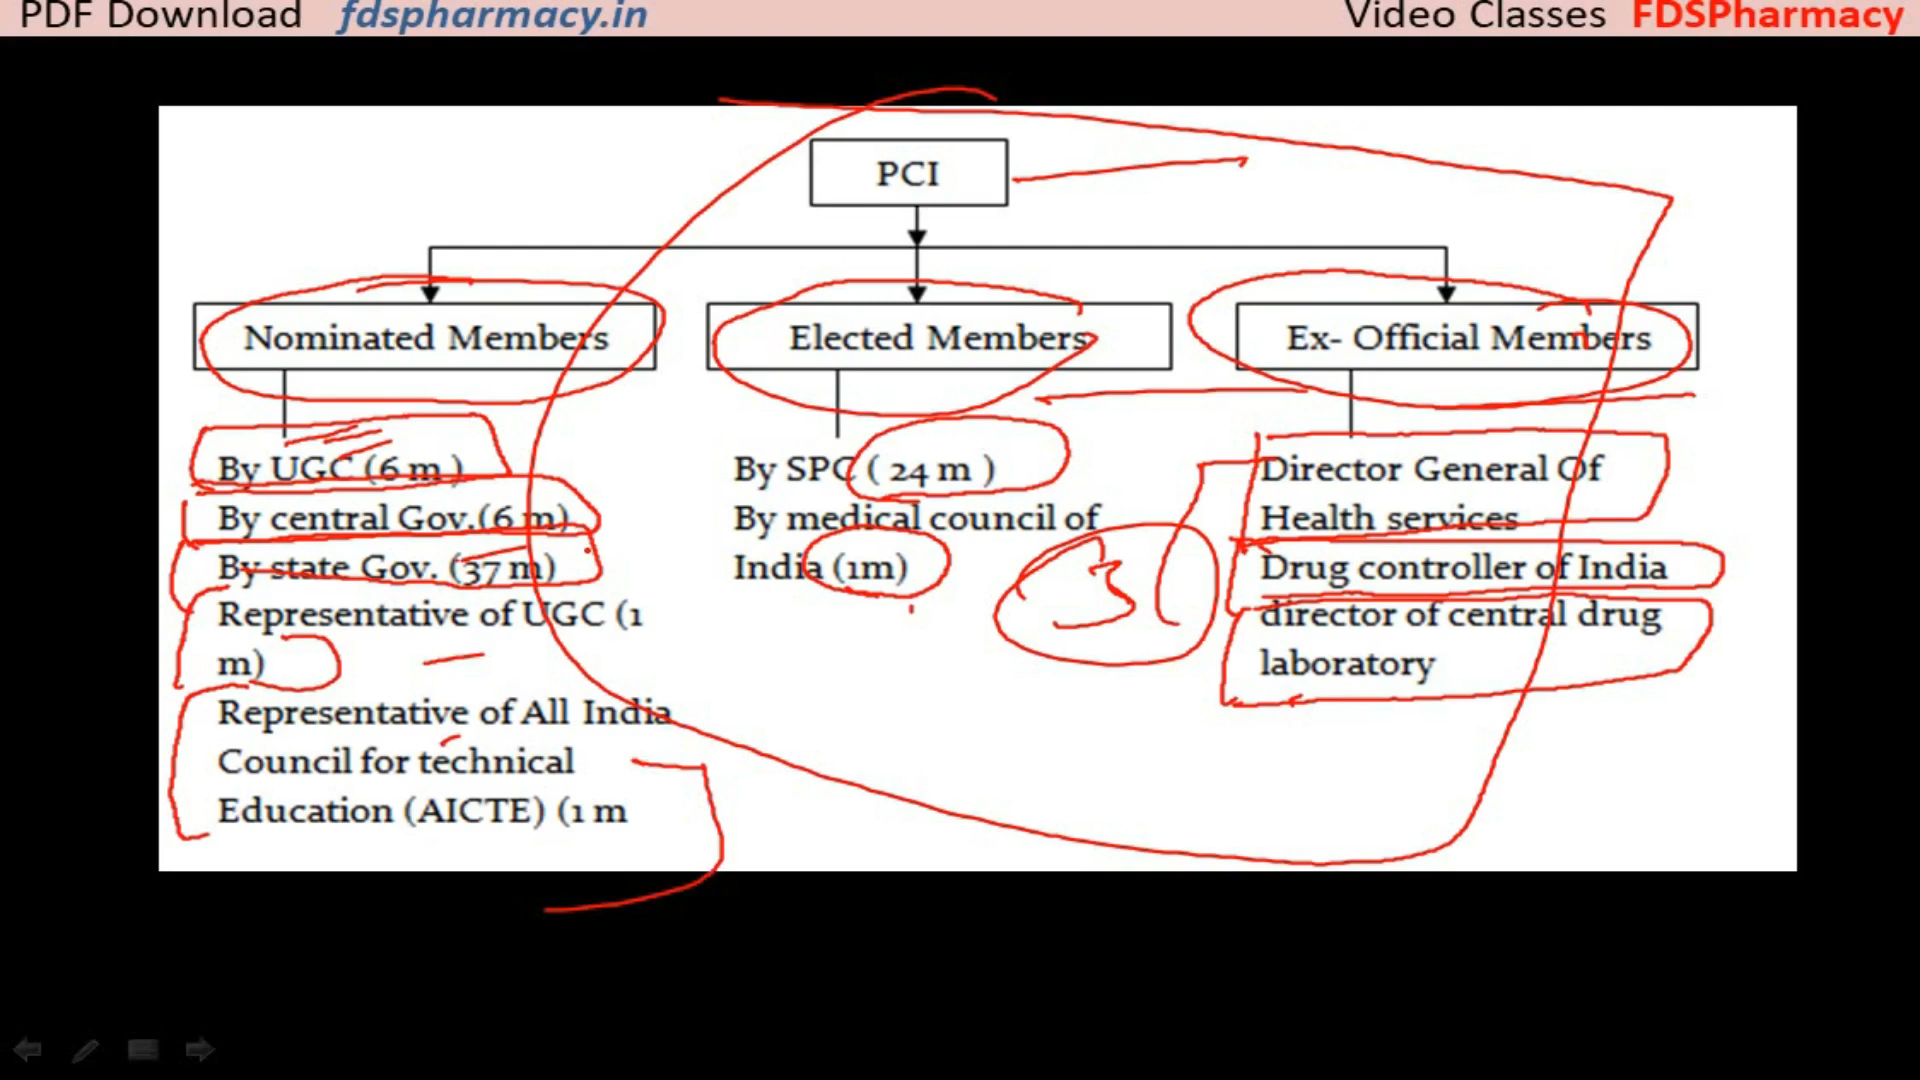 PDF Download fdspharmacy.in
Video Classes FDSPharmacy
PCI
Nominated Members
Elected Members
Ex- Official Members
By UGC (6 m )
By central Gov.(6 m)
By state Gov. (37 m)
Representative of UGC (1
m)
Representative of All India
Council for technical
Education (AICTE) (1 m
By SPC ( 24 m )
By medical council of
India (1m)
3
Director General Of
Health services
Drug controller of India
director of central drug
laboratory